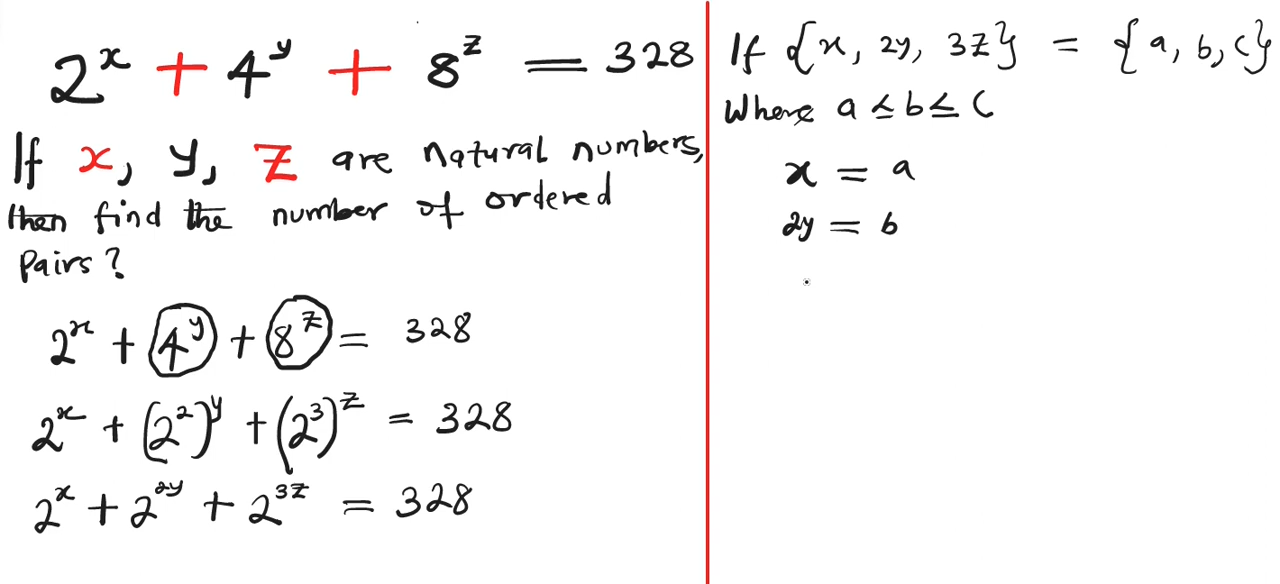 2^x + 4^y + 8^z = 328
If x, y, z are natural numbers,
then find the number of ordered
Pairs?
2^x + 4^y + 8^z = 328
2^x + (2^2)^y + (2^3)^z = 328
2^x + 2^2y + 2^3z = 328
If {x, 2y, 3z} = {a, b, c}
Where a ≤ b ≤ c
x = a
2y = b